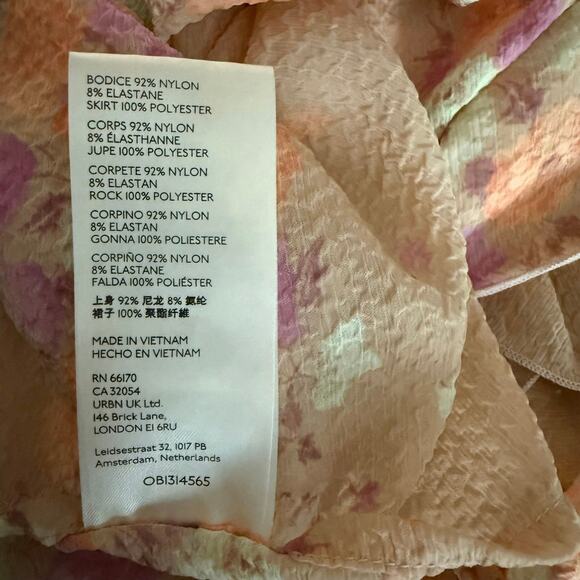 BODICE 92% NYLON
8% ELASTANE
SKIRT 100% POLYESTER
CORPS 92% NYLON
8% ÉLASTHANNE
JUPE 100% POLYESTER
CORPETE 92% NYLON
8% ELASTAN
ROCK 100% POLYESTER
CORPINO 92% NYLON
8% ELASTAN
GONNA 100% POLIESTERE
CORPIÑO 92% NYLON
8% ELASTANE
FALDA 100% POLIÉSTER
上身 92% 尼龙 8% 氨纶
裙子 100% 聚酯纤维
MADE IN VIETNAM
HECHO EN VIETNAM
RN 66170
CA 32054
URBN UK Ltd.
146 Brick Lane,
LONDON E1 6RU
Leidsestraat 32, 1017 PB
Amsterdam, Netherlands
OB1314565